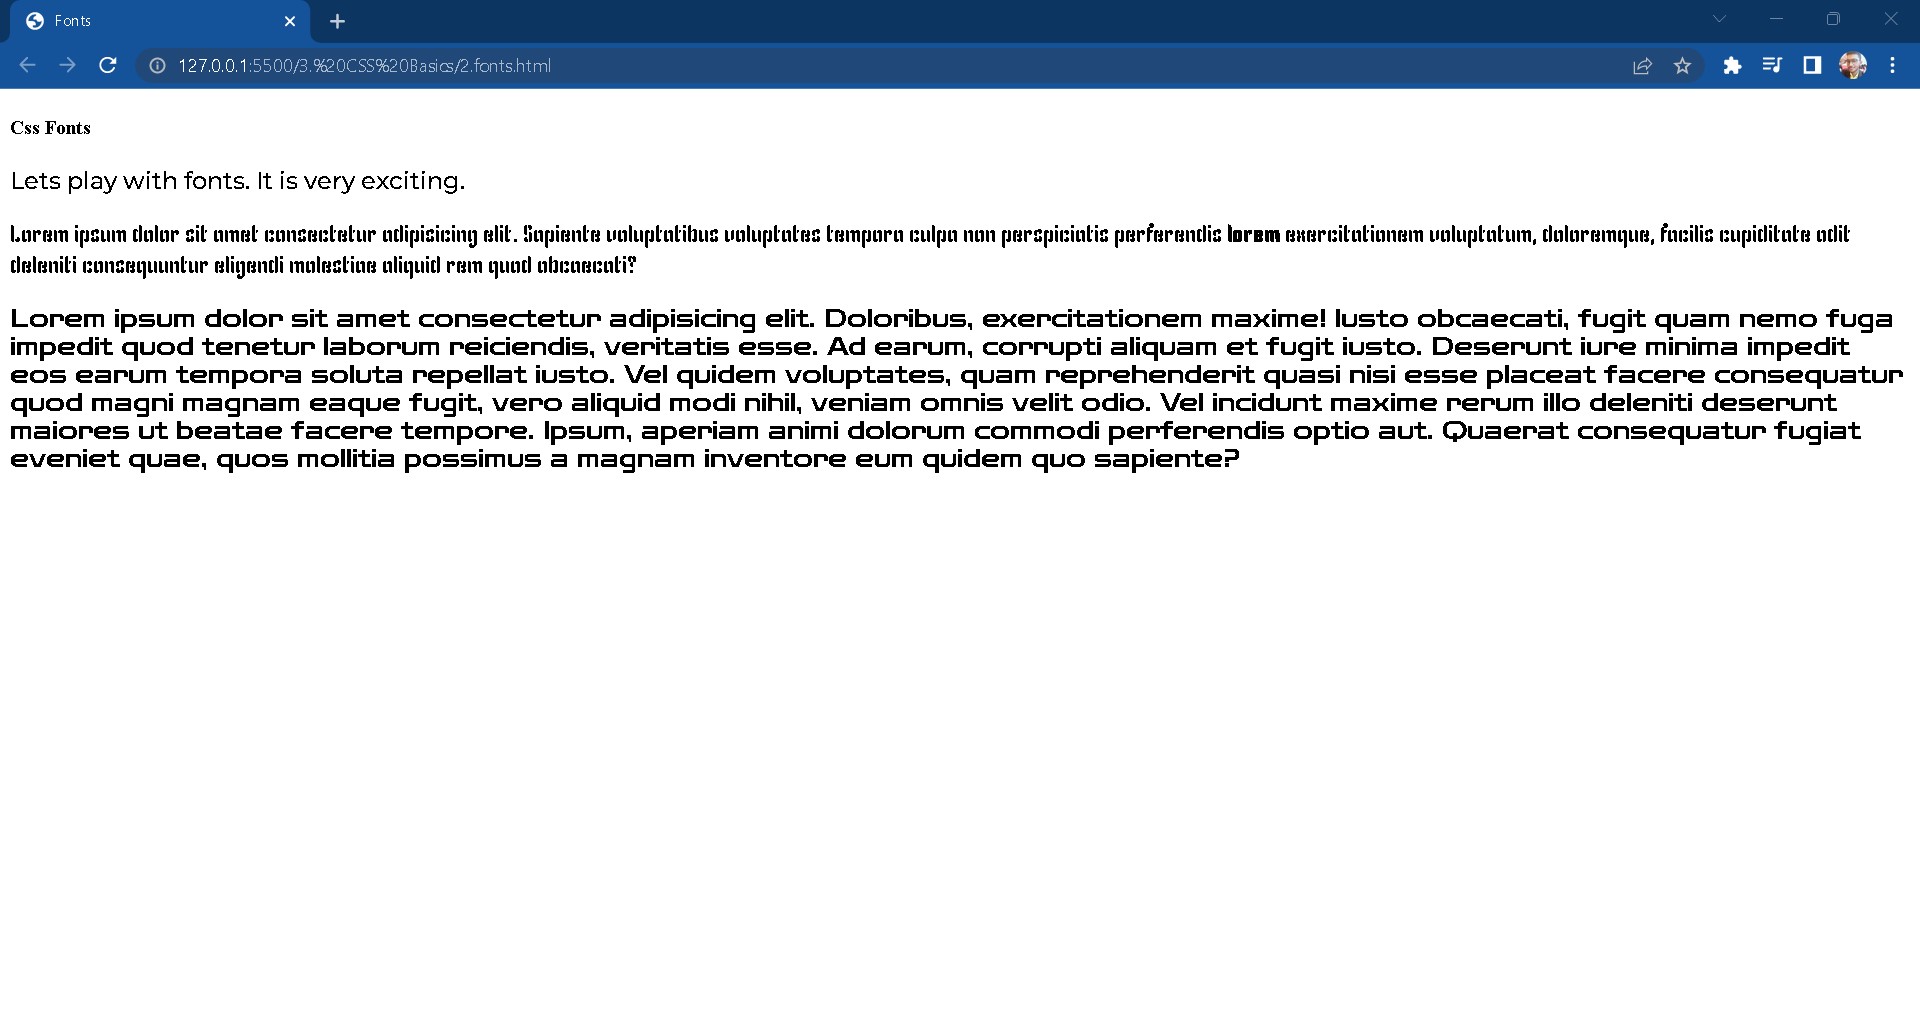 Fonts
127.0.0.1:5500/3.%20CSS%20Basics/2.fonts.html
Css Fonts
Lets play with fonts. It is very exciting.
Lorem ipsum dolor sit amet consectetur adipisicing elit. Sapiente voluptatibus voluptates tempora culpa non perspiciatis perferendis lorem exercitationem voluptatum, doloremque, facilis cupiditate odit
deleniti consequuntur eligendi molestiae aliquid rem quod obcaecati?
Lorem ipsum dolor sit amet consectetur adipisicing elit. Doloribus, exercitationem maxime! Iusto obcaecati, fugit quam nemo fuga
impedit quod tenetur laborum reiciendis, veritatis esse. Ad earum, corrupti aliquam et fugit iusto. Deserunt iure minima impedit
eos earum tempora soluta repellat iusto. Vel quidem voluptates, quam reprehenderit quasi nisi esse placeat facere consequatur
quod magni magnam eaque fugit, vero aliquid modi nihil, veniam omnis velit odio. Vel incidunt maxime rerum illo deleniti deserunt
maiores ut beatae facere tempore. Ipsum, aperiam animi dolorum commodi perferendis optio aut. Quaerat consequatur fugiat
eveniet quae, quos mollitia possimus a magnam inventore eum quidem quo sapiente?